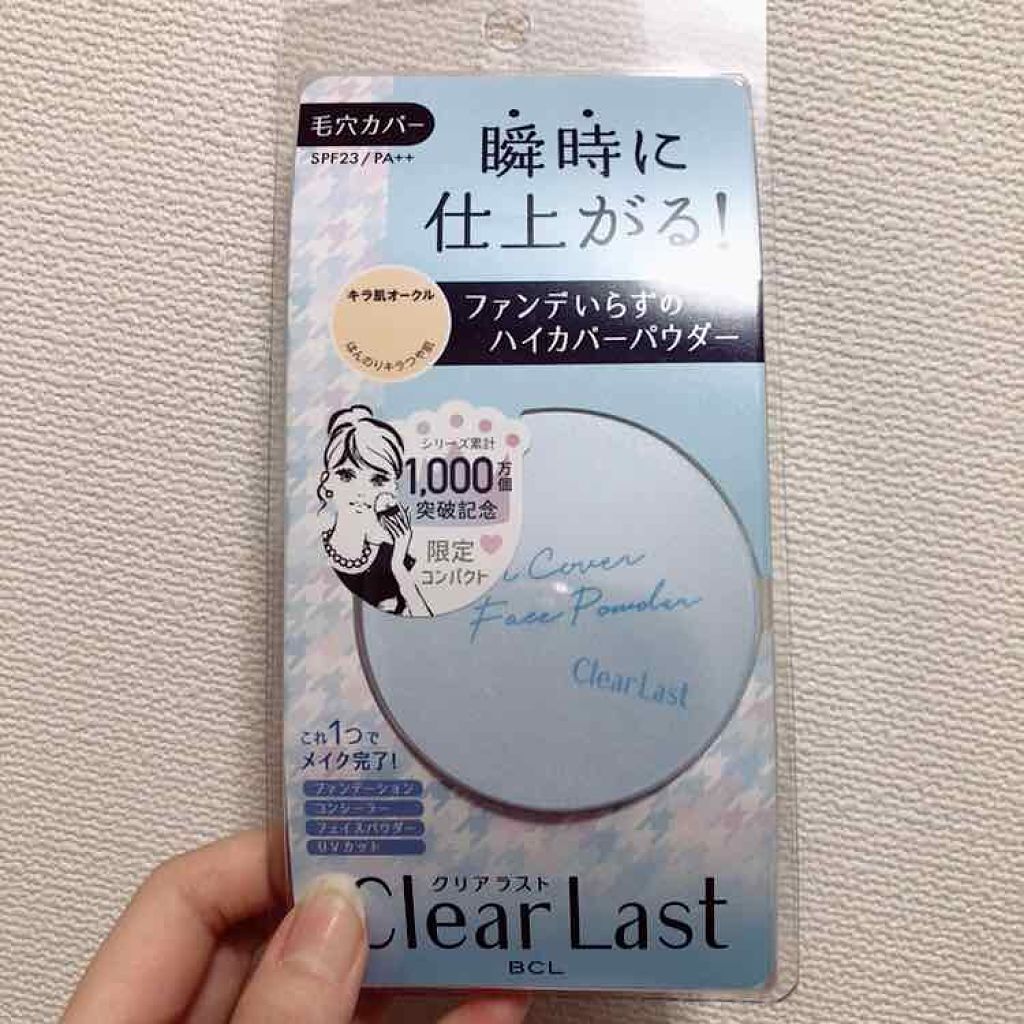 毛穴カバー
SPF23/PA++
瞬時に
仕上がる!
キラ肌オークル
ほんのりキラつや肌
ファンデいらずの
ハイカバーパウダー
シリーズ累計
1,000万個
突破記念
限定
コンパクト
Cover
Face Powder
ClearLast
これ1つで
メイク完了!
ファンデーション
コンシーラー
フェイスパウダー
UVカット
クリアラスト
ClearLast
BCL